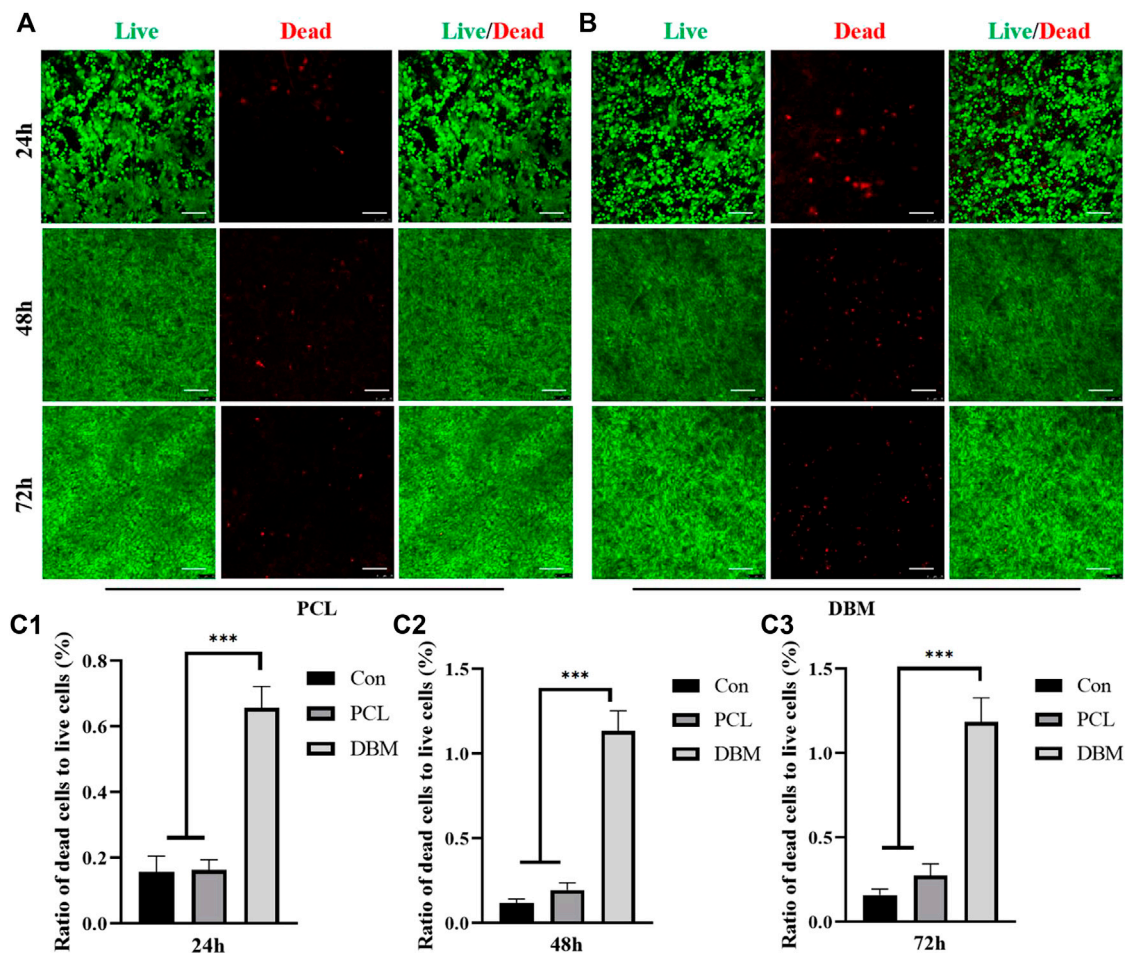 A Live Dead Live/Dead B Live Dead Live/Dead
24h
48h
72h
PCL DBM
C1 C2 C3
Ratio of dead cells to live cells (%)
0.8
0.6
0.4
0.2
0.0
***
Con
PCL
DBM
24h
Ratio of dead cells to live cells (%)
1.5
1.0
0.5
0.0
***
Con
PCL
DBM
48h
Ratio of dead cells to live cells (%)
1.5
1.0
0.5
0.0
***
Con
PCL
DBM
72h